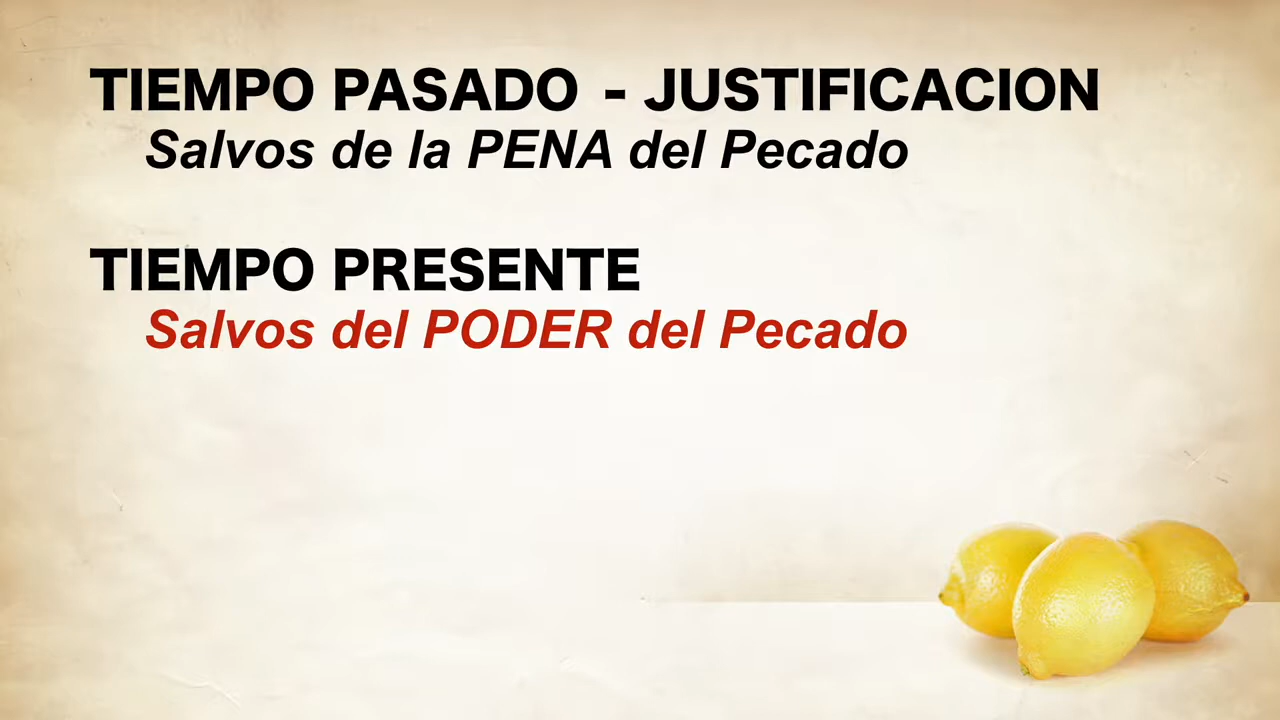 TIEMPO PASADO - JUSTIFICACION
Salvos de la PENA del Pecado
TIEMPO PRESENTE
Salvos del PODER del Pecado